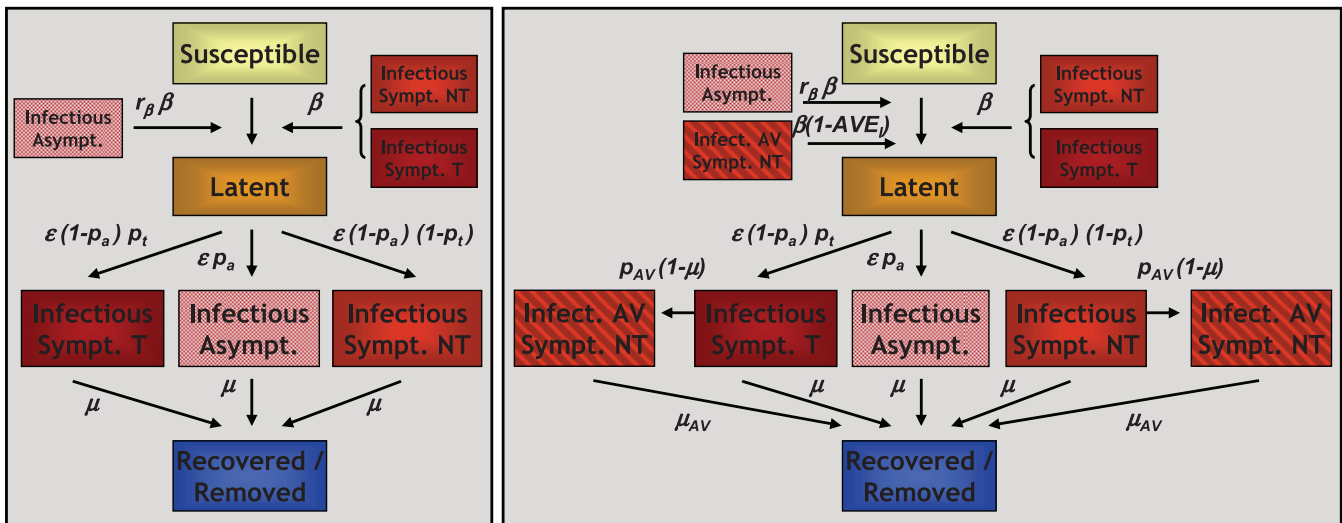 Susceptible
Infectious
Asympt.
r_β β
β
Infectious
Sympt. NT
Infectious
Sympt. T
Latent
ε (1-p_a) p_t
ε p_a
ε (1-p_a) (1-p_t)
Infectious
Sympt. T
Infectious
Asympt.
Infectious
Sympt. NT
μ
μ
μ
Recovered /
Removed
Susceptible
Infectious
Asympt.
r_β β
Infect. AV
Sympt. NT
β(1-AVE_I)
β
Infectious
Sympt. NT
Infectious
Sympt. T
Latent
ε (1-p_a) p_t
ε p_a
ε (1-p_a) (1-p_t)
p_AV (1-μ)
p_AV (1-μ)
Infect. AV
Sympt. NT
Infectious
Sympt. T
Infectious
Asympt.
Infectious
Sympt. NT
Infect. AV
Sympt. NT
μ_AV
μ
μ
μ
μ_AV
Recovered /
Removed